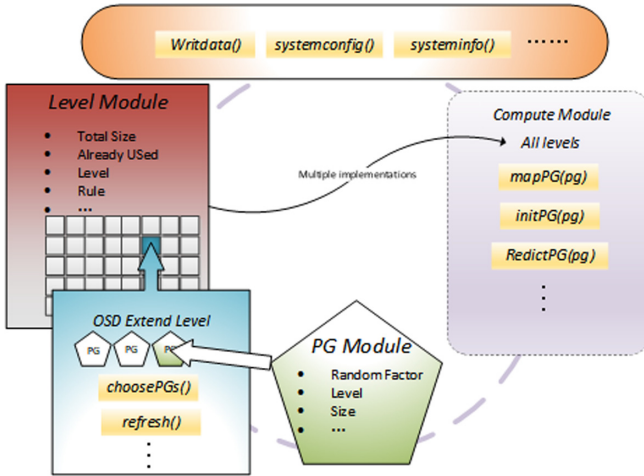 Writdata() systemconfig() systeminfo() ……
Level Module
• Total Size
• Already USed
• Level
• Rule
• ...
Multiple implementations
Compute Module
All levels
mapPG(pg)
initPG(pg)
RedictPG(pg)
OSD Extend Level
PG PG PG
choosePGs()
refresh()
PG Module
• Random Factor
• Level
• Size
• ...